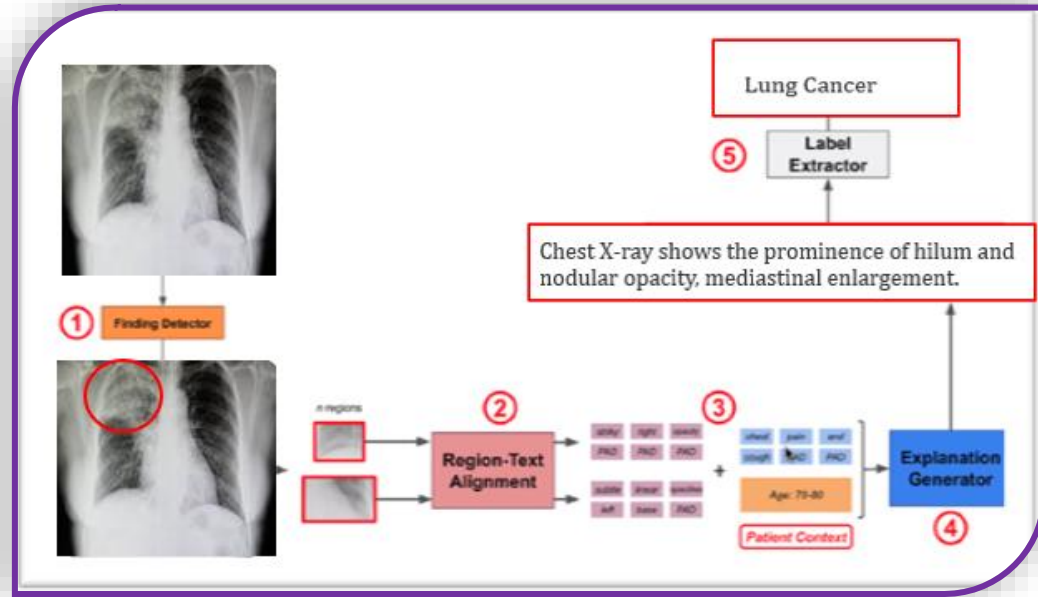 Lung Cancer
⑤
Label
Extractor
Chest X-ray shows the prominence of hilum and
nodular opacity, mediastinal enlargement.
①
Finding Detector
n regions
②
Region-Text
Alignment
right
PAD PAD PAD
subtle linear
left base PAD
+
③
chest pain and
cough PAD
Age: 70-80
Patient Context
Explanation
Generator
④